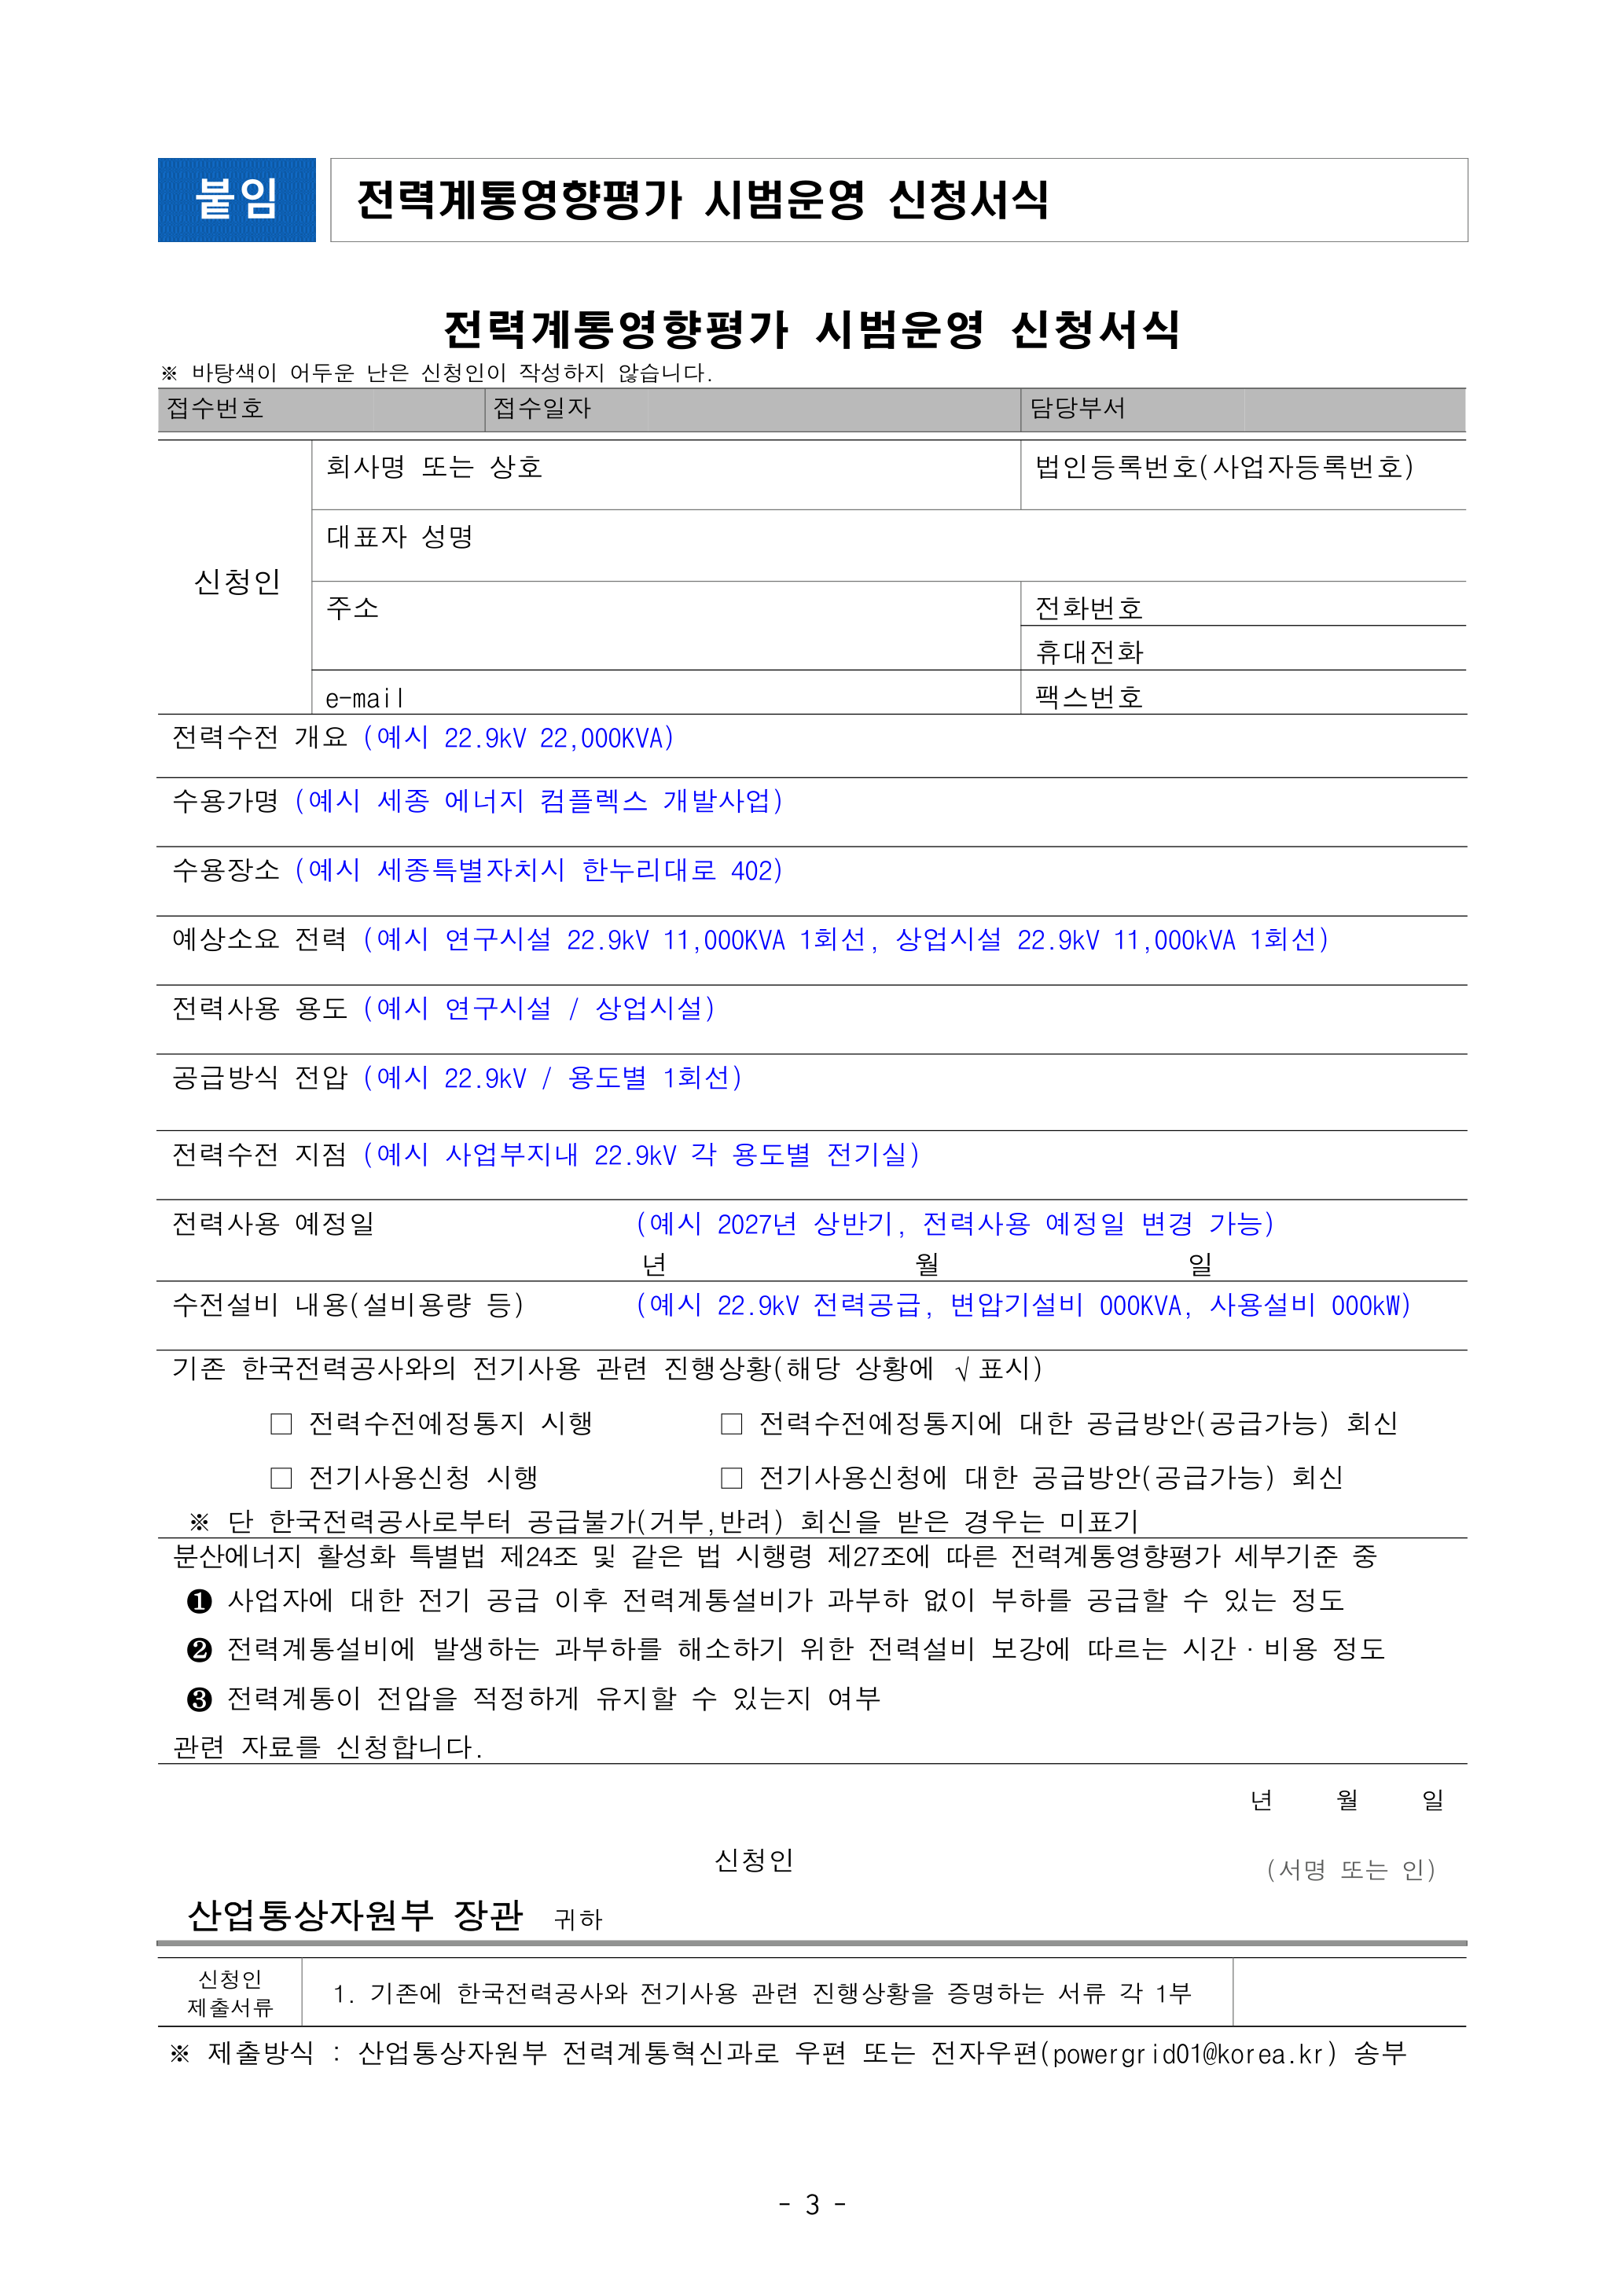 붙임 전력계통영향평가 시범운영 신청서식
전력계통영향평가 시범운영 신청서식
※ 바탕색이 어두운 난은 신청인이 작성하지 않습니다.
접수번호 접수일자 담당부서
신청인
회사명 또는 상호 법인등록번호(사업자등록번호)
대표자 성명
주소 전화번호
휴대전화
e-mail 팩스번호
전력수전 개요 (예시 22.9kV 22,000KVA)
수용가명 (예시 세종 에너지 컴플렉스 개발사업)
수용장소 (예시 세종특별자치시 한누리대로 402)
예상소요 전력 (예시 연구시설 22.9kV 11,000KVA 1회선, 상업시설 22.9kV 11,000kVA 1회선)
전력사용 용도 (예시 연구시설 / 상업시설)
공급방식 전압 (예시 22.9kV / 용도별 1회선)
전력수전 지점 (예시 사업부지내 22.9kV 각 용도별 전기실)
전력사용 예정일 (예시 2027년 상반기, 전력사용 예정일 변경 가능)
년 월 일
수전설비 내용(설비용량 등) (예시 22.9kV 전력공급, 변압기설비 000KVA, 사용설비 000kW)
기존 한국전력공사와의 전기사용 관련 진행상황(해당 상황에 √표시)
□ 전력수전예정통지 시행 □ 전력수전예정통지에 대한 공급방안(공급가능) 회신
□ 전기사용신청 시행 □ 전기사용신청에 대한 공급방안(공급가능) 회신
※ 단 한국전력공사로부터 공급불가(거부,반려) 회신을 받은 경우는 미표기
분산에너지 활성화 특별법 제24조 및 같은 법 시행령 제27조에 따른 전력계통영향평가 세부기준 중
❶ 사업자에 대한 전기 공급 이후 전력계통설비가 과부하 없이 부하를 공급할 수 있는 정도
❷ 전력계통설비에 발생하는 과부하를 해소하기 위한 전력설비 보강에 따르는 시간·비용 정도
❸ 전력계통이 전압을 적정하게 유지할 수 있는지 여부
관련 자료를 신청합니다.
년 월 일
신청인 (서명 또는 인)
산업통상자원부 장관 귀하
신청인
제출서류
1. 기존에 한국전력공사와 전기사용 관련 진행상황을 증명하는 서류 각 1부
※ 제출방식 : 산업통상자원부 전력계통혁신과로 우편 또는 전자우편(powergrid01@korea.kr) 송부
- 3 -